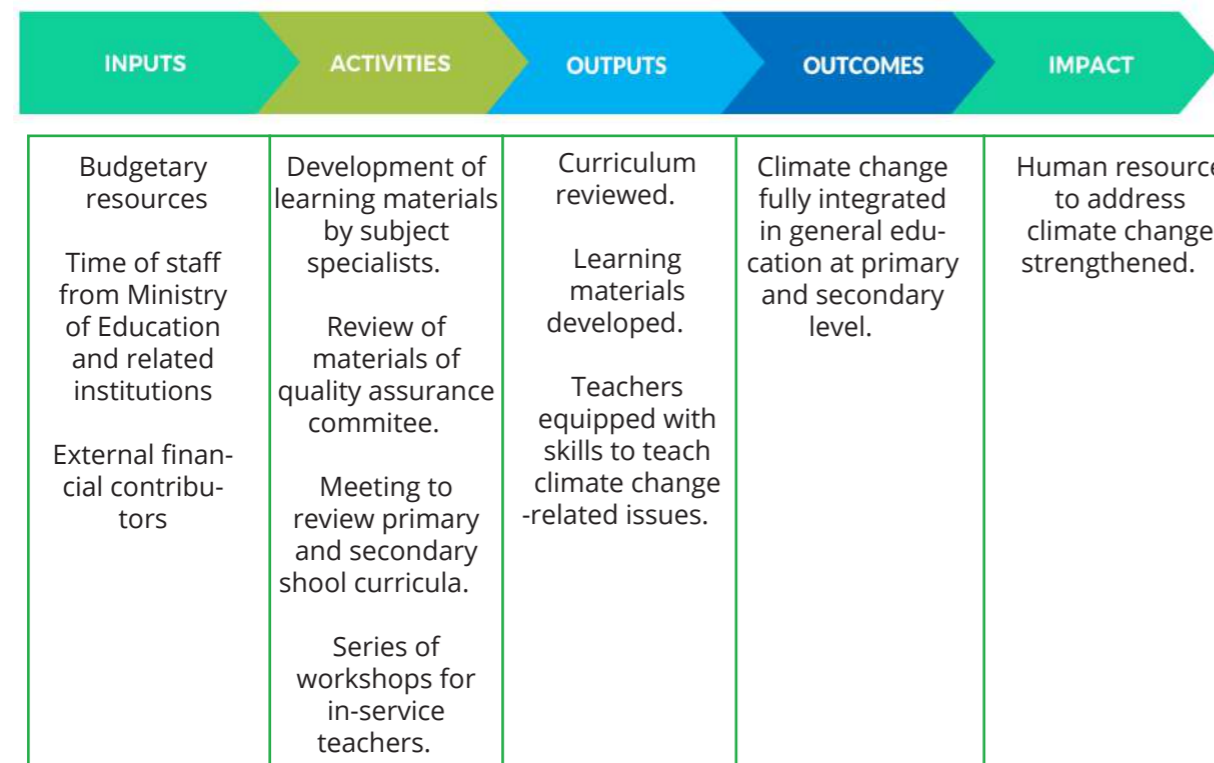 INPUTS
ACTIVITIES
OUTPUTS
OUTCOMES
IMPACT
Budgetary
resources
Time of staff
from Ministry
of Education
and related
institutions
External finan-
cial contribu-
tors
Development of
learning materials
by subject
specialists.
Review of
materials of
quality assurance
commitee.
Meeting to
review primary
and secondary
shool curricula.
Series of
workshops for
in-service
teachers.
Curriculum
reviewed.
Learning
materials
developed.
Teachers
equipped with
skills to teach
climate change
-related issues.
Climate change
fully integrated
in general edu-
cation at primary
and secondary
level.
Human resource
to address
climate change
strengthened.